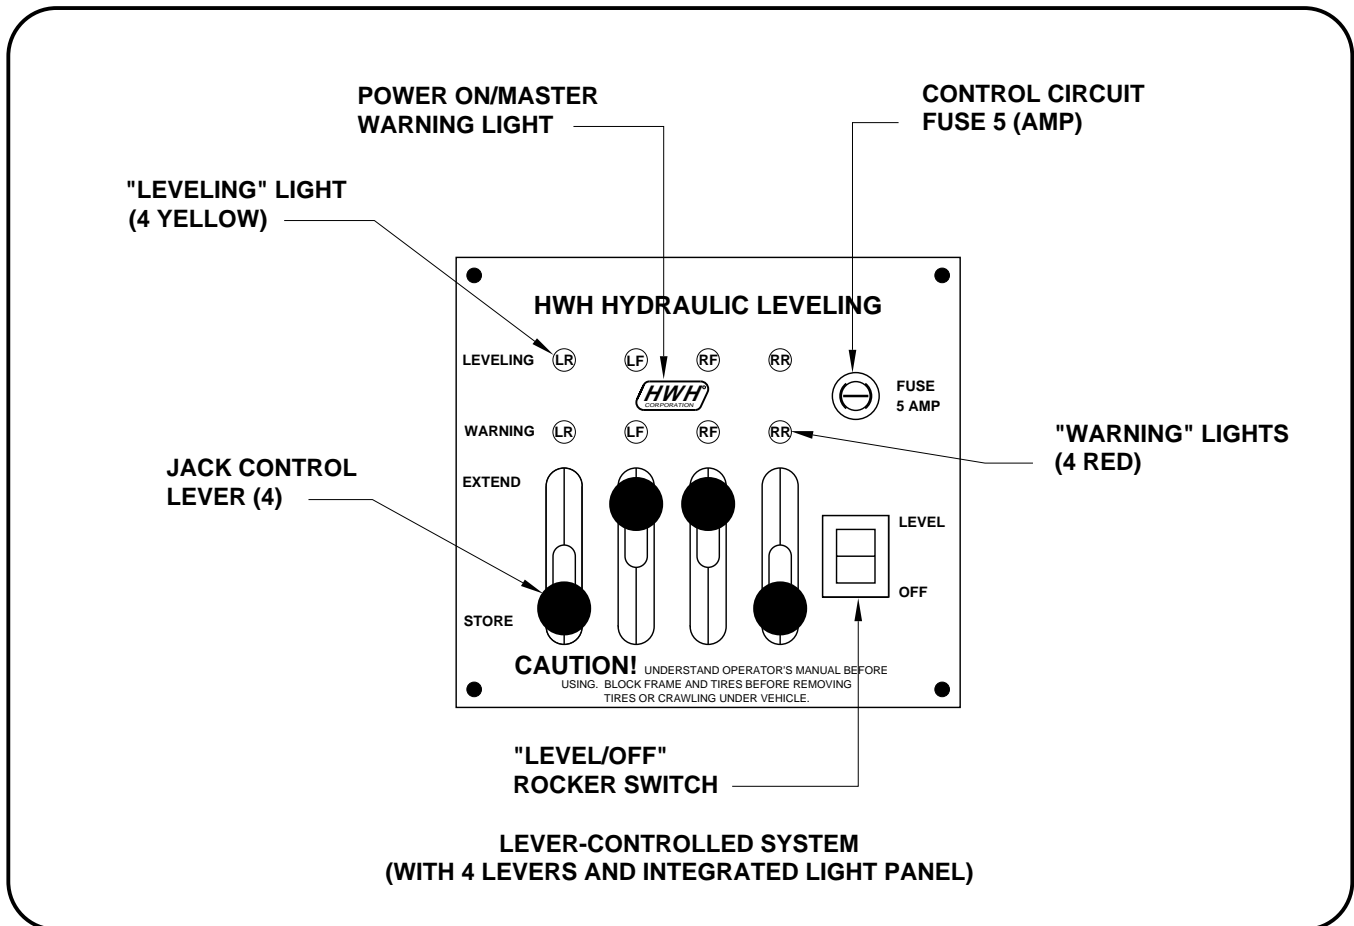 POWER ON/MASTER
WARNING LIGHT
CONTROL CIRCUIT
FUSE 5 (AMP)
"LEVELING" LIGHT
(4 YELLOW)
HWH HYDRAULIC LEVELING
LEVELING LR LF RF RR
HWH
CORPORATION
FUSE
5 AMP
WARNING LR LF RF RR
"WARNING" LIGHTS
(4 RED)
JACK CONTROL
LEVER (4)
EXTEND
LEVEL
OFF
STORE
CAUTION! UNDERSTAND OPERATOR'S MANUAL BEFORE
USING. BLOCK FRAME AND TIRES BEFORE REMOVING
TIRES OR CRAWLING UNDER VEHICLE.
"LEVEL/OFF"
ROCKER SWITCH
LEVER-CONTROLLED SYSTEM
(WITH 4 LEVERS AND INTEGRATED LIGHT PANEL)